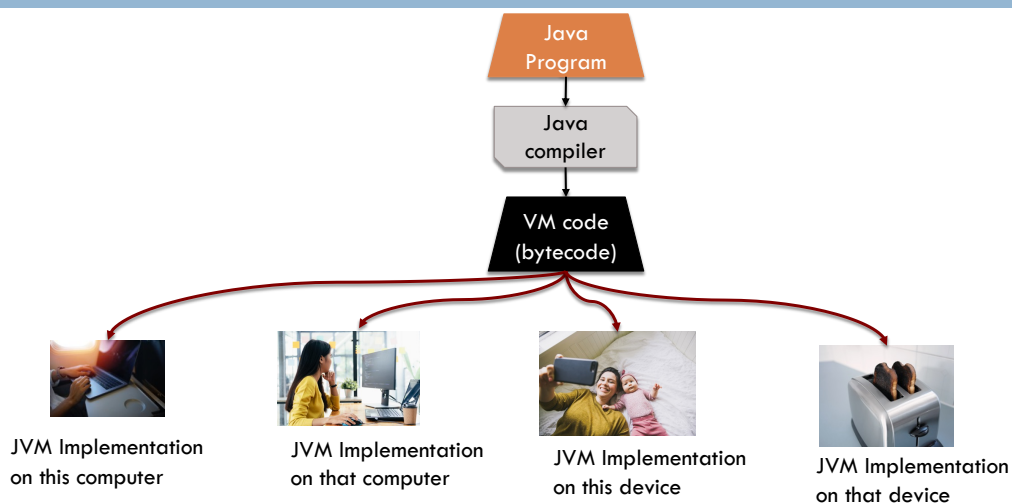 Java
Program
Java
compiler
VM code
(bytecode)
JVM Implementation
on this computer
JVM Implementation
on that computer
JVM Implementation
on this device
JVM Implementation
on that device